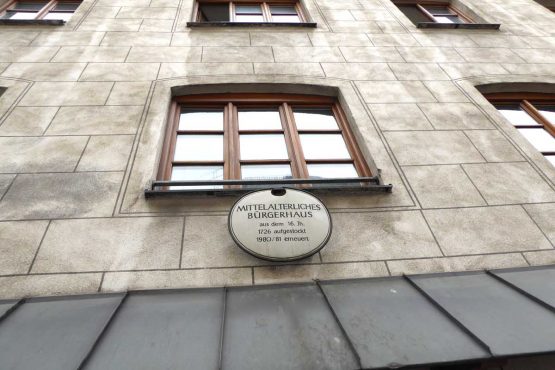 MITTELALTERLICHES
BÜRGERHAUS
aus dem 16. Jh.
1726 aufgestockt
1980/81 erneuert